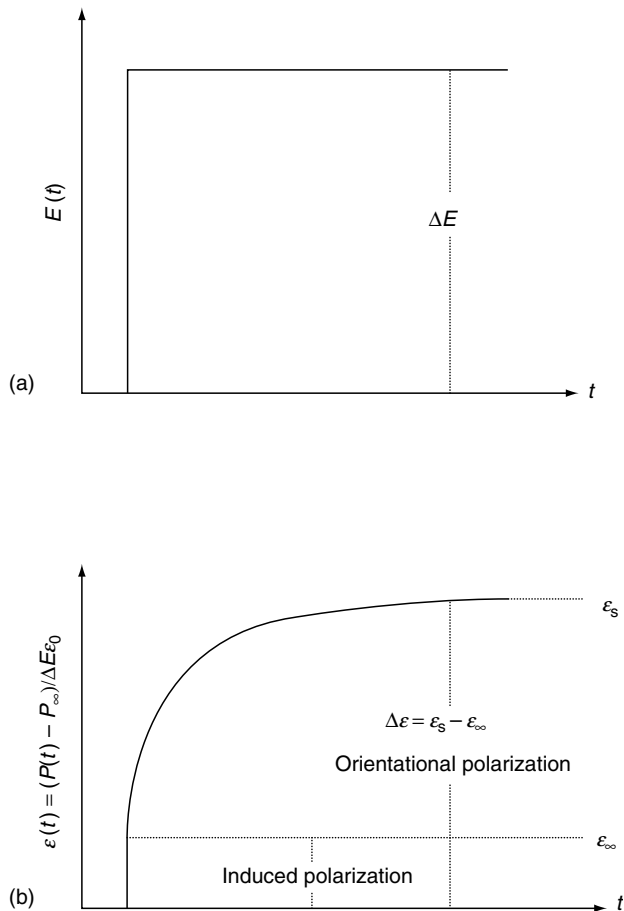 E (t)
ΔE
(a)
t
ε (t) = (P(t) − P∞)/ΔEε0
εs
Δε = εs − ε∞
Orientational polarization
ε∞
Induced polarization
(b)
t